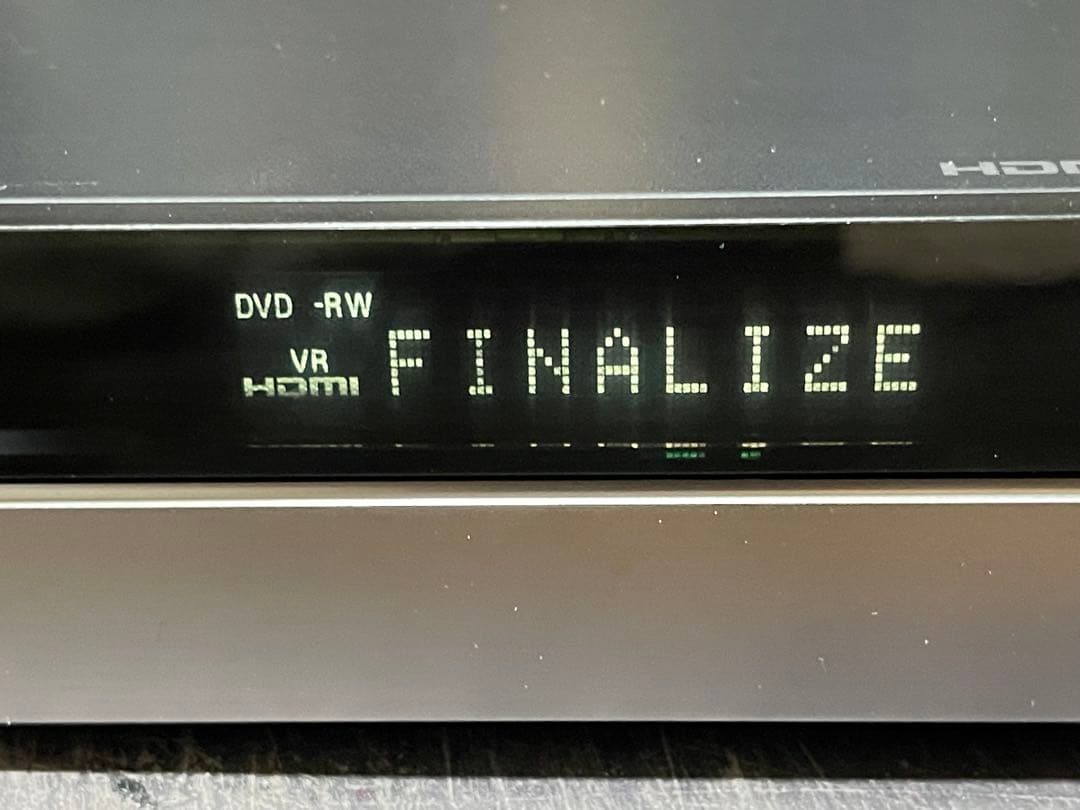 DVD -RW
VR
HDMI
FINALIZE